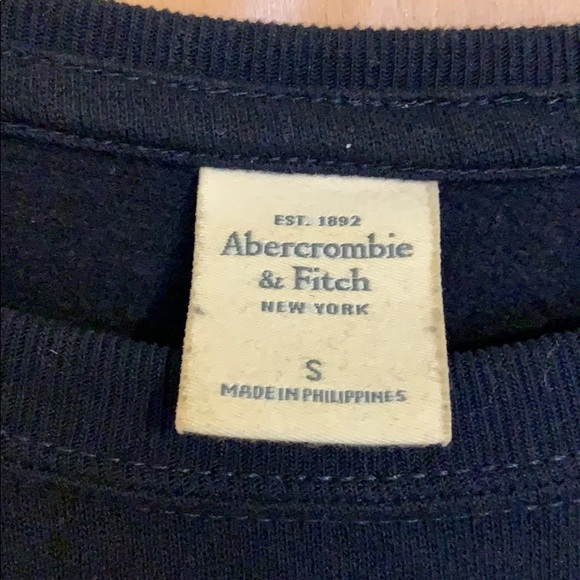 EST. 1892
Abercrombie
& Fitch
NEW YORK
S
MADE IN PHILIPPINES